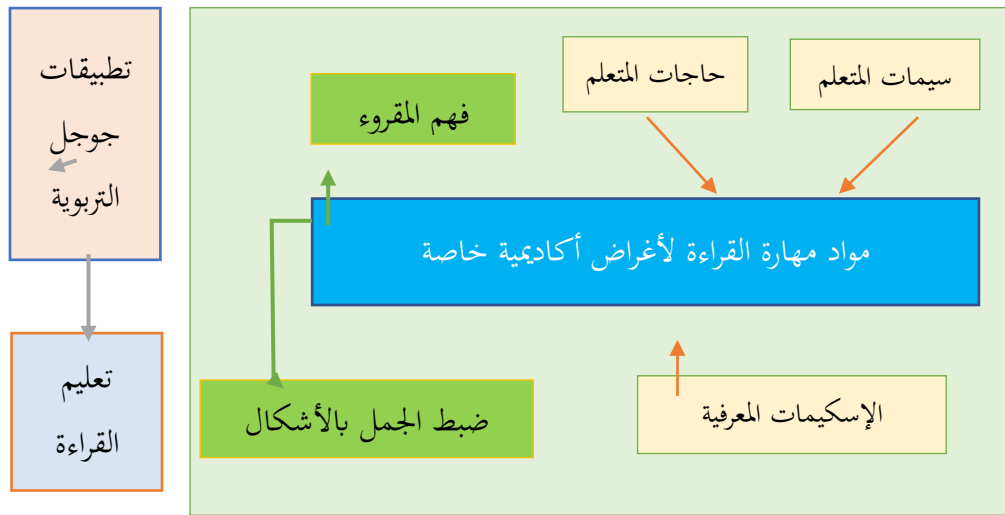 سيمات المتعلم
حاجات المتعلم
فهم المقروء
مواد مهارة القراءة لأغراض أكاديمية خاصة
الإسكيمات المعرفية
ضبط الجمل بالأشكال
تطبيقات
جوجل
التربوية
تعليم
القراءة